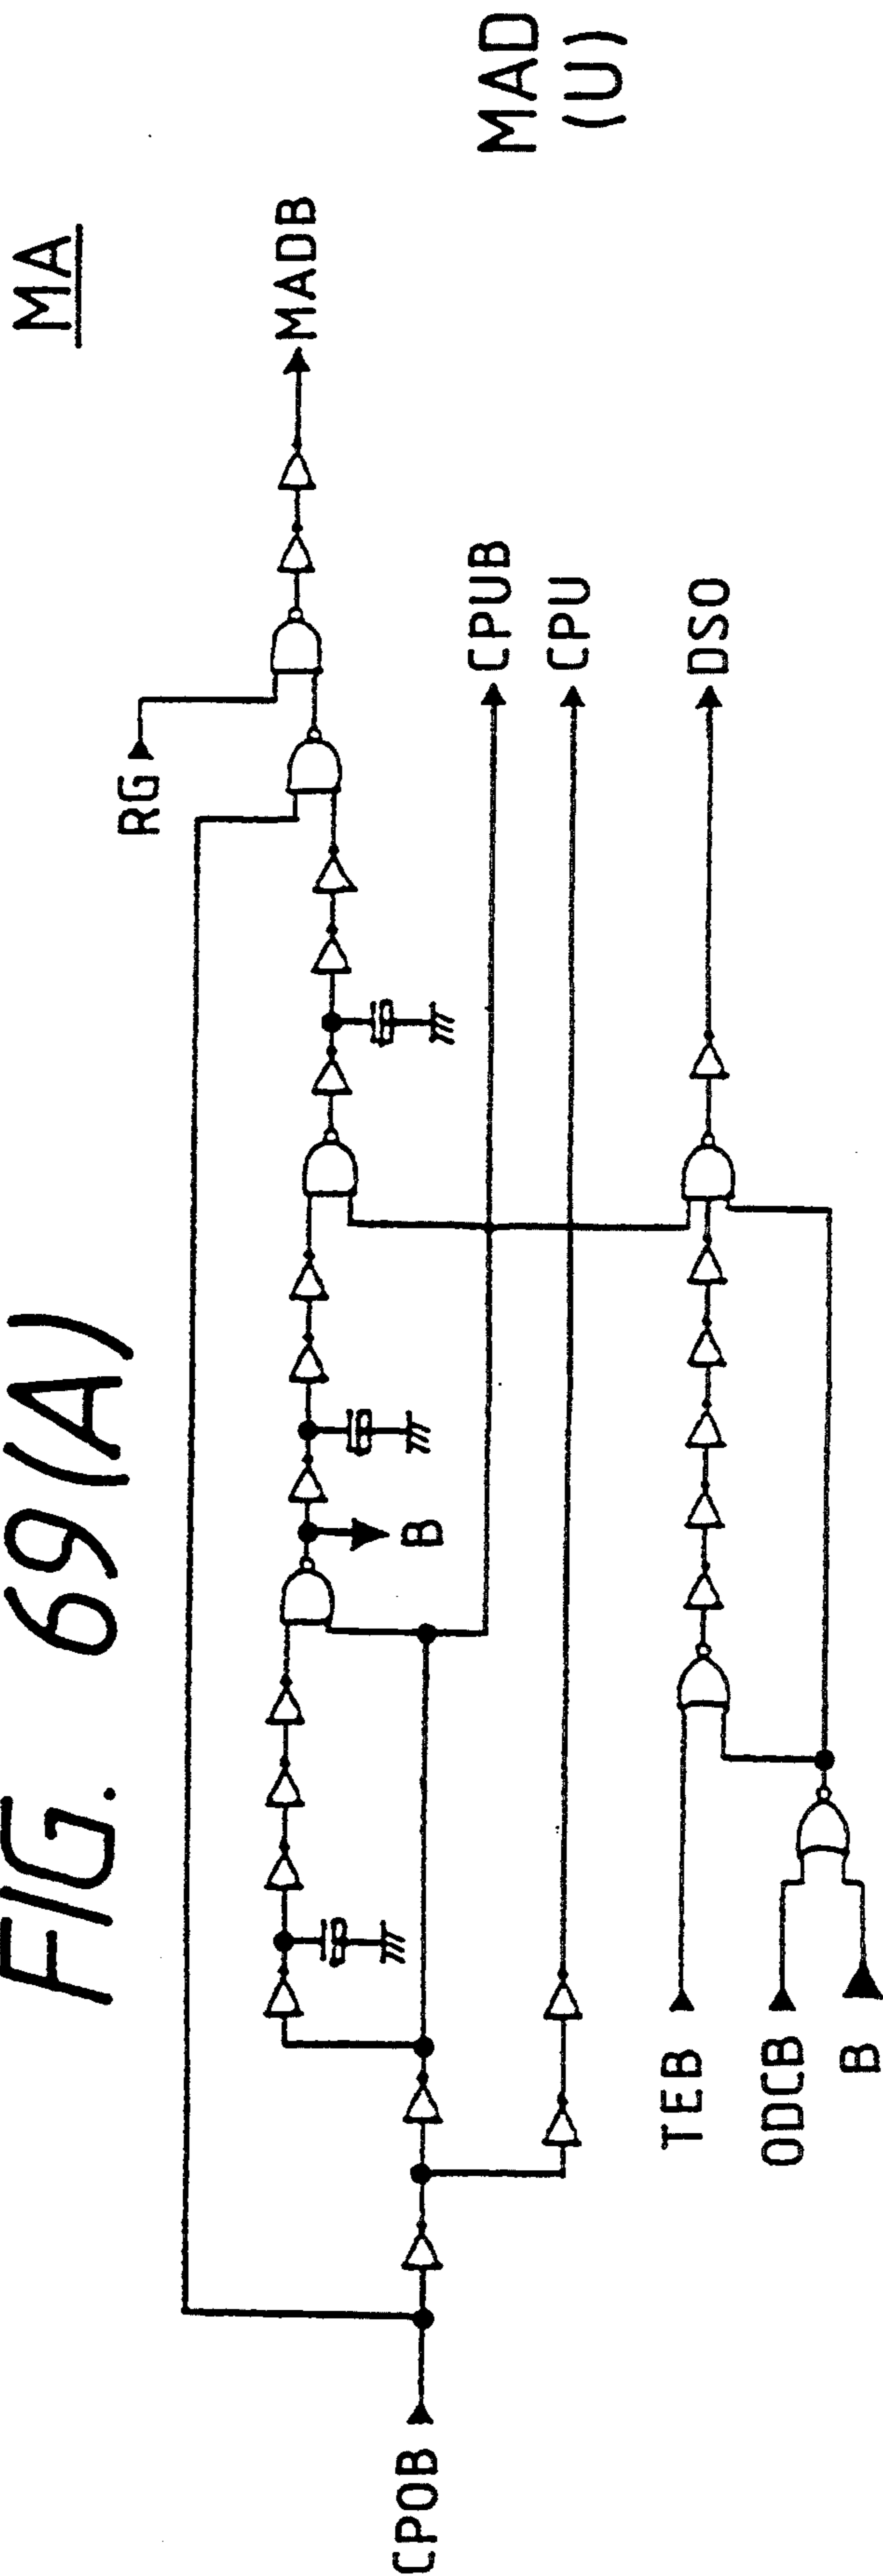 FIG. 69(A)
MA
MAD
(U)
RG
MADB
B
CPUB
CPU
CPOB
TEB
ODCB
B
DSO